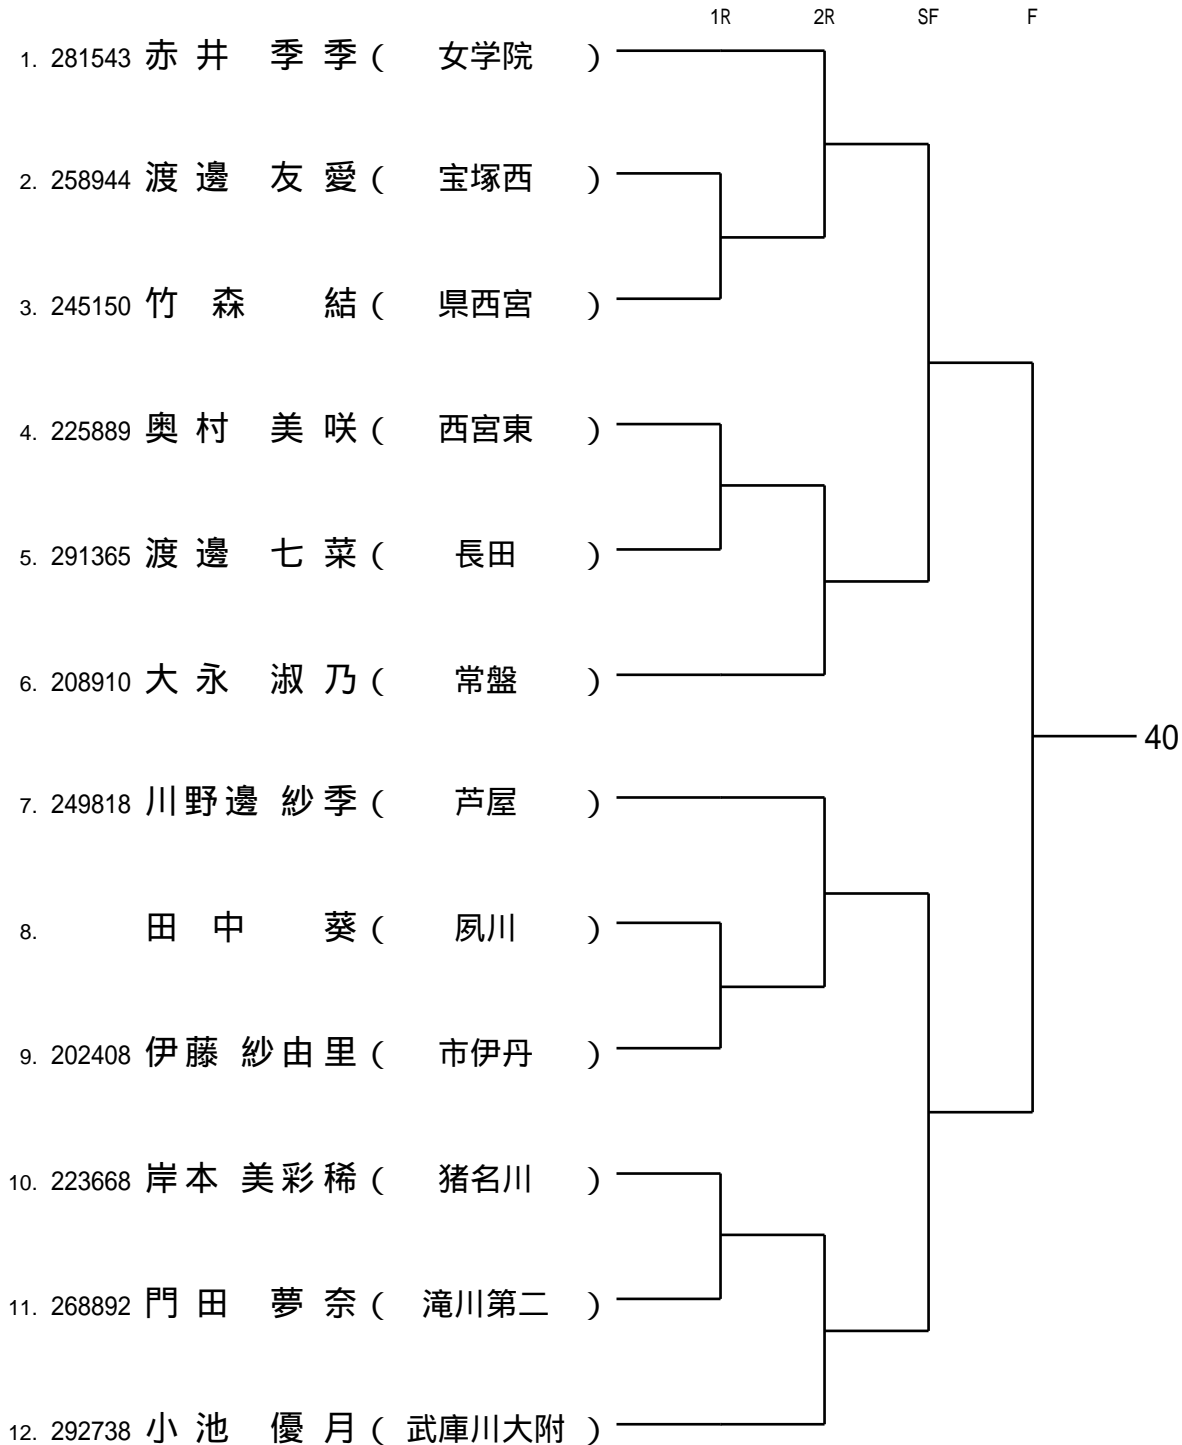 1R 2R SF F
1. 281543 赤井 季季 ( 女学院 )
2. 258944 渡邊 友愛 ( 宝塚西 )
3. 245150 竹森 結 ( 県西宮 )
4. 225889 奥村 美咲 ( 西宮東 )
5. 291365 渡邊 七菜 ( 長田 )
6. 208910 大永 淑乃 ( 常盤 )
40
7. 249818 川野邊 紗季 ( 芦屋 )
8. 田中 葵 ( 夙川 )
9. 202408 伊藤 紗由里 ( 市伊丹 )
10. 223668 岸本 美彩稀 ( 猪名川 )
11. 268892 門田 夢奈 ( 滝川第二 )
12. 292738 小池 優月 ( 武庫川大附 )